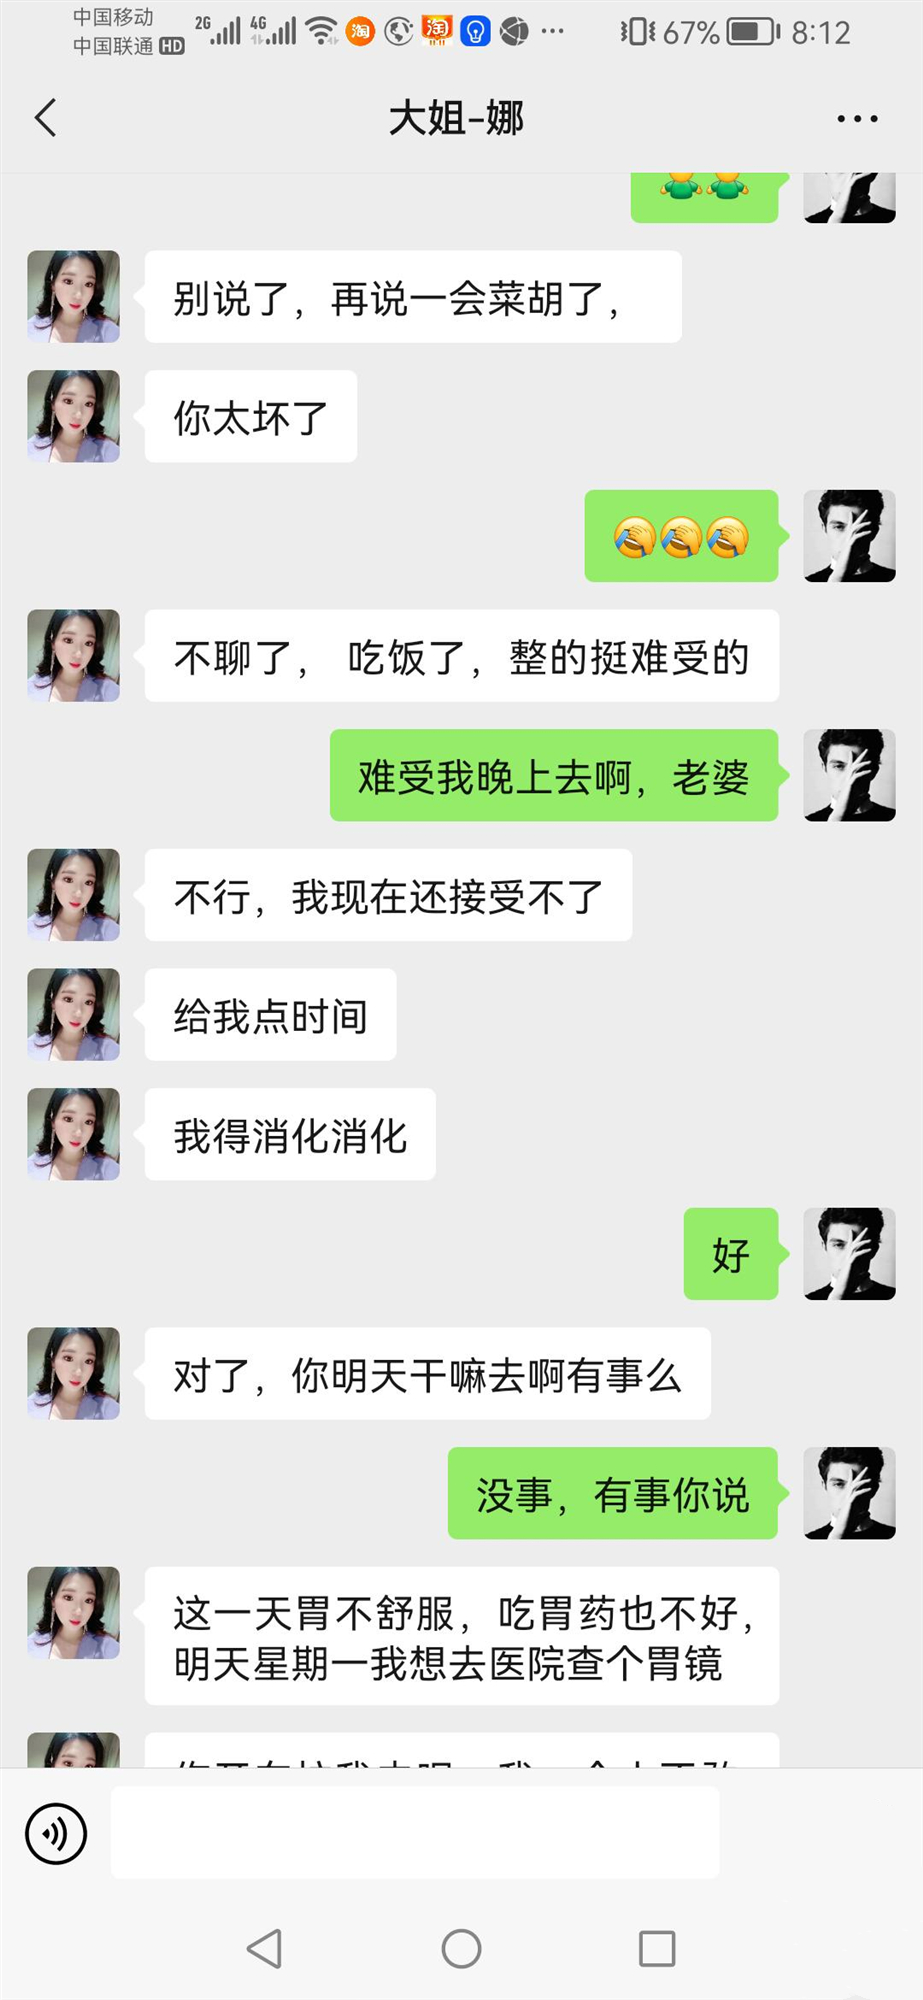 中国移动
中国联通 HD
2G
4G
淘
淘
67%
8:12
大姐-娜
别说了，再说一会菜胡了，
你太坏了
不聊了， 吃饭了，整的挺难受的
难受我晚上去啊，老婆
不行，我现在还接受不了
给我点时间
我得消化消化
好
对了，你明天干嘛去啊有事么
没事，有事你说
这一天胃不舒服，吃胃药也不好，
明天星期一我想去医院查个胃镜